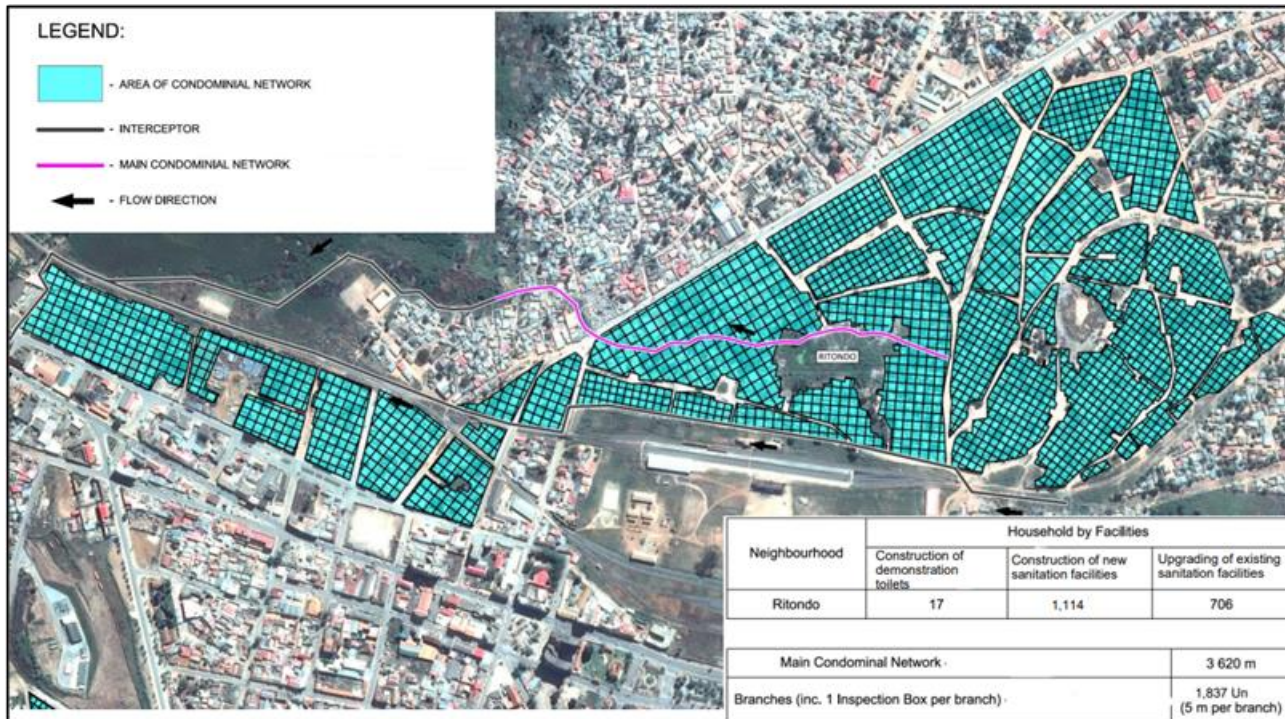 LEGEND:
- AREA OF CONDOMINIAL NETWORK
- INTERCEPTOR
- MAIN CONDOMINIAL NETWORK
- FLOW DIRECTION
RITONDO
Neighbourhood
Household by Facilities
Construction of
demonstration
toilets
Construction of new
sanitation facilities
Upgrading of existing
sanitation facilities
Ritondo
17
1,114
706
Main Condominal Network
3 620 m
Branches (inc. 1 Inspection Box per branch)
1,837 Un
(5 m per branch)